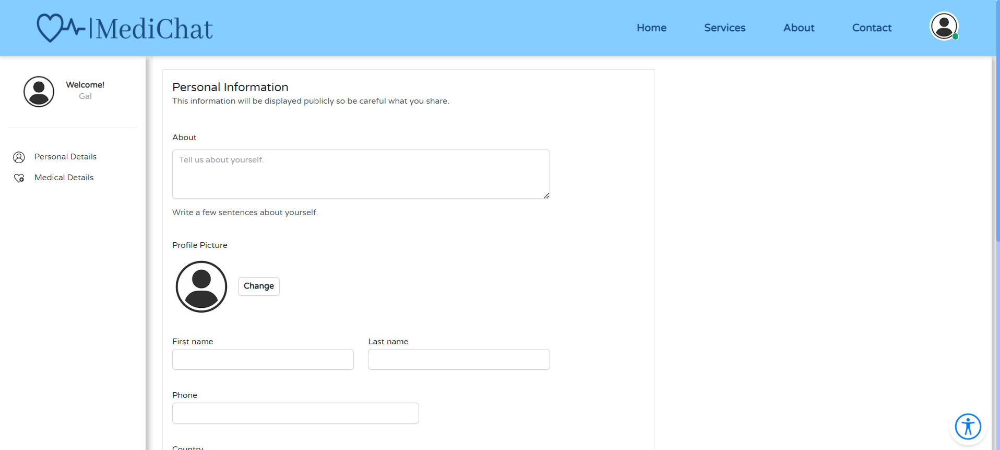 MediChat
Home
Services
About
Contact
Welcome!
Gal
Personal Details
Medical Details
Personal Information
This information will be displayed publicly so be careful what you share.
About
Tell us about yourself.
Write a few sentences about yourself.
Profile Picture
Change
First name
Last name
Phone
Country